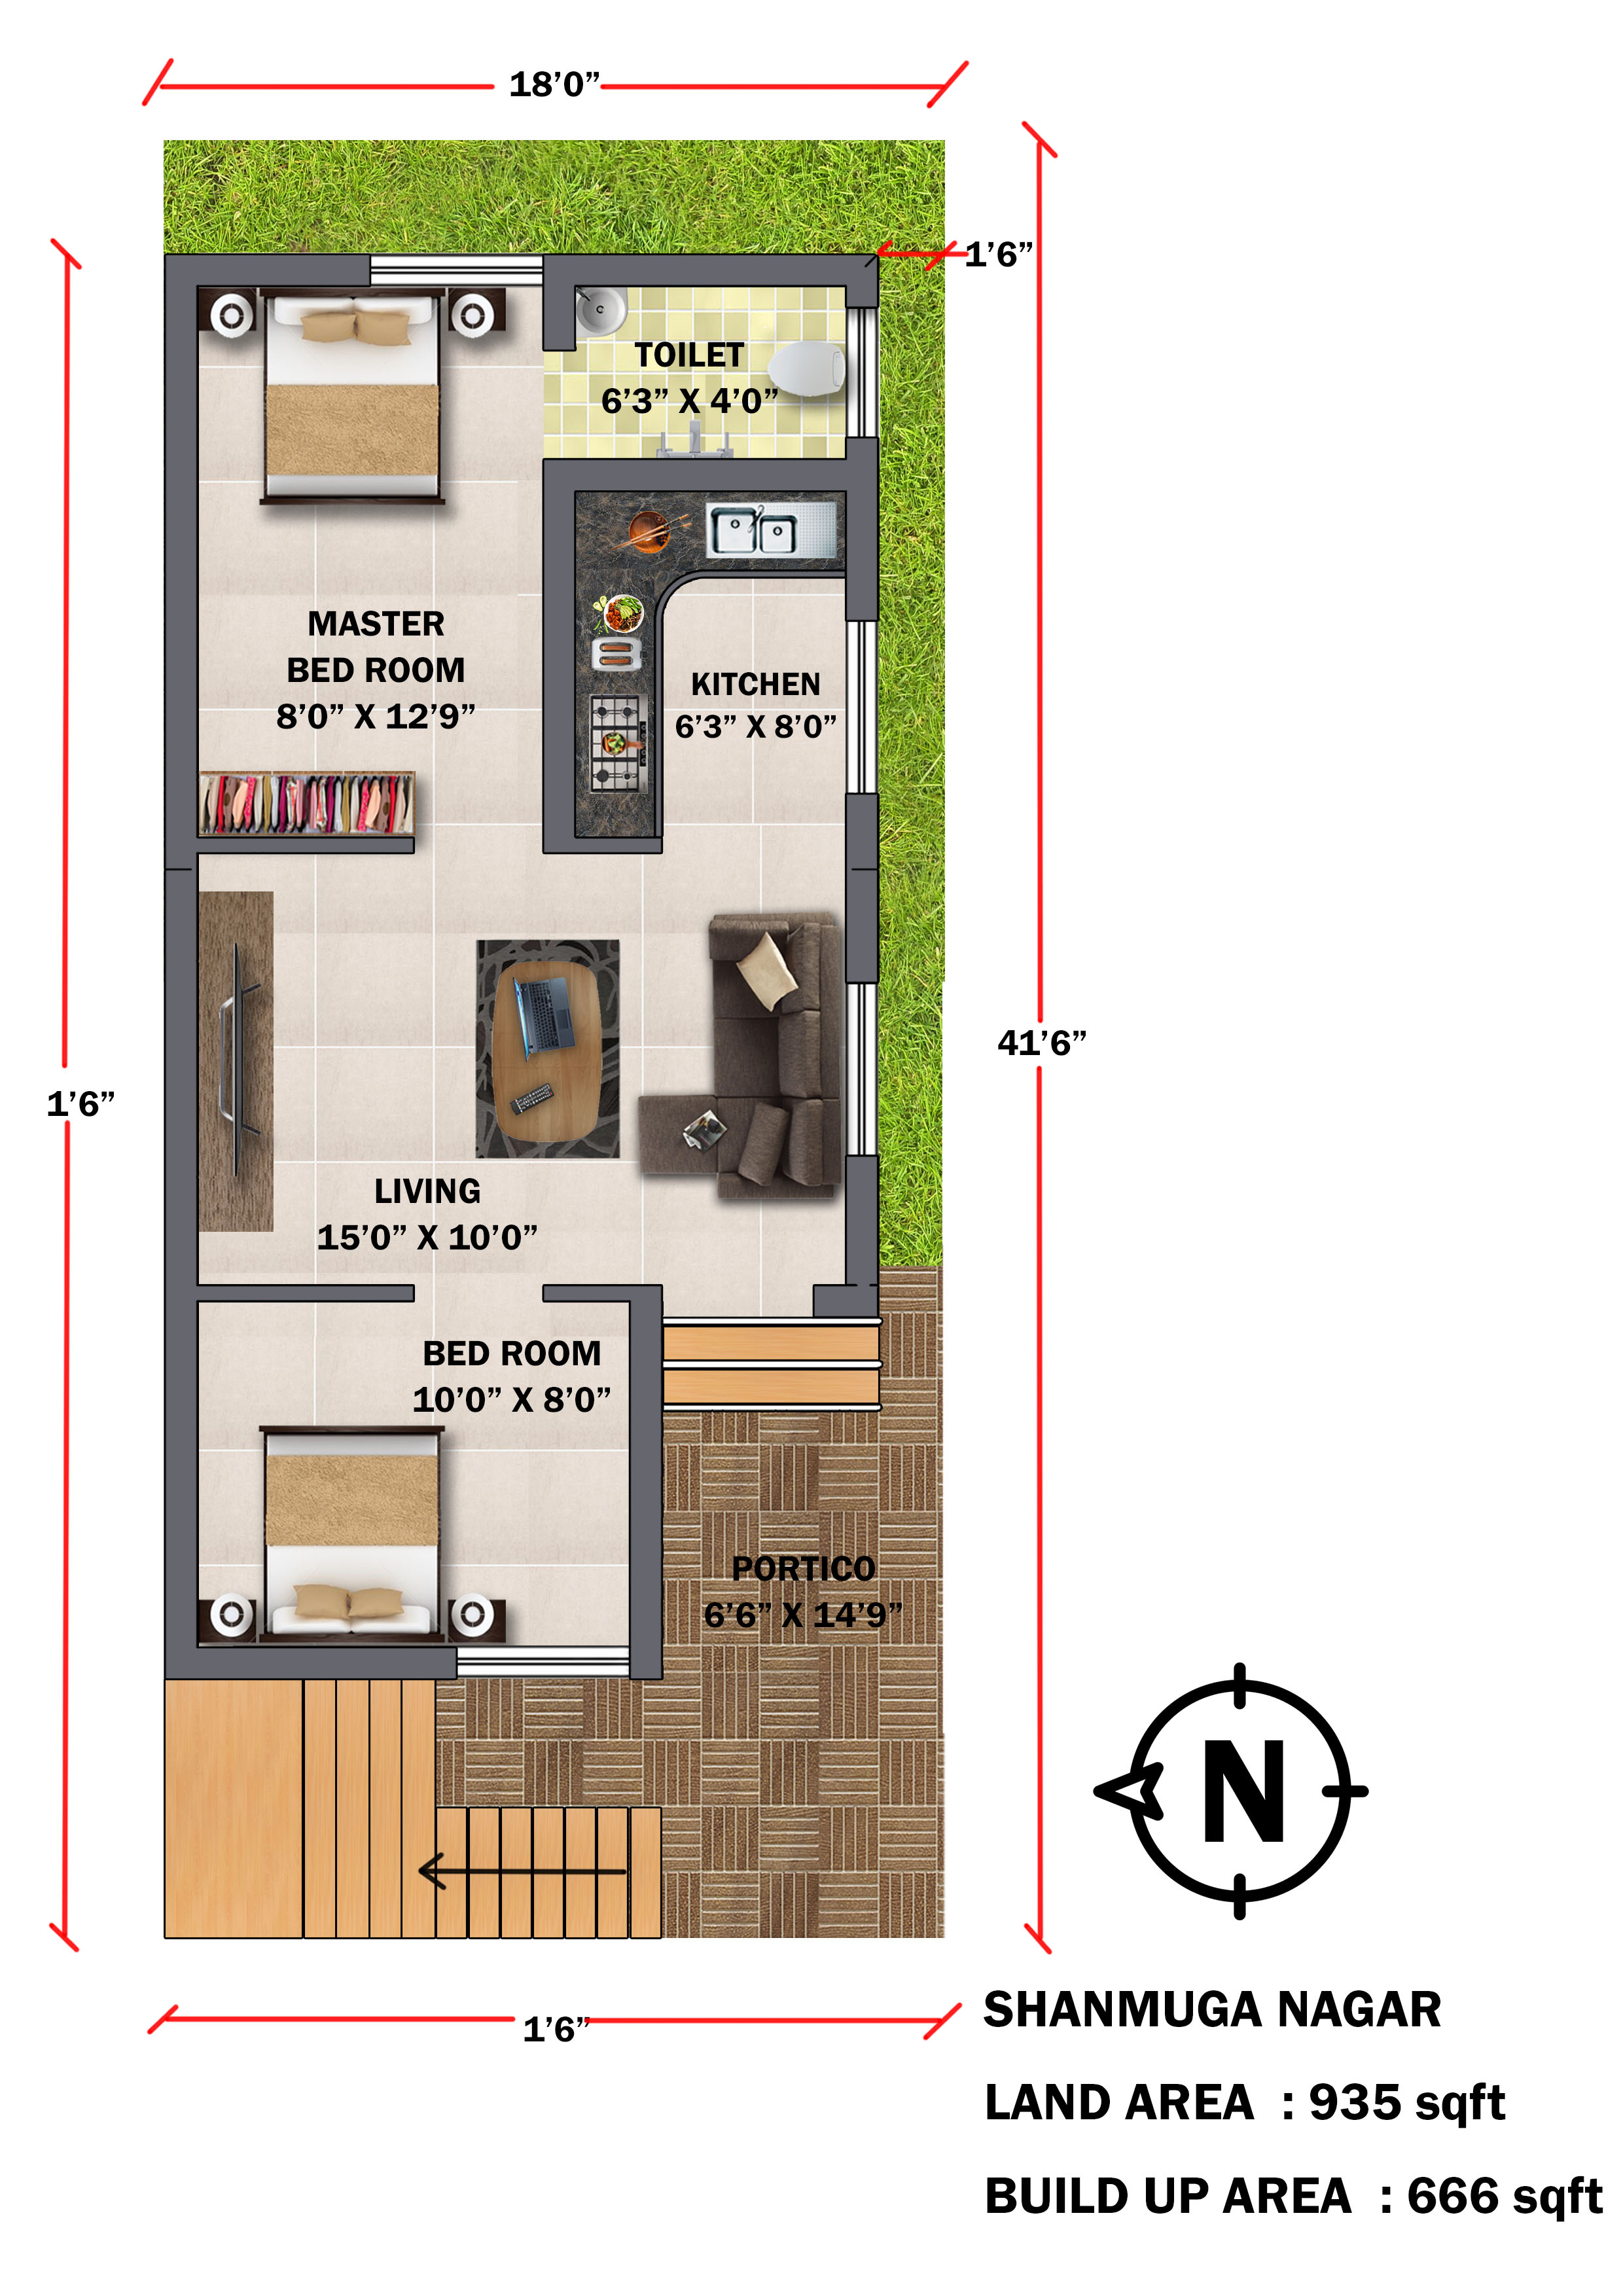 18’0”
1’6”
TOILET
6’3” X 4’0”
MASTER
BED ROOM
8’0” X 12’9”
KITCHEN
6’3” X 8’0”
41’6”
1’6”
LIVING
15’0” X 10’0”
BED ROOM
10’0” X 8’0”
PORTICO
6’6” X 14’9”
N
1’6”
SHANMUGA NAGAR
LAND AREA : 935 sqft
BUILD UP AREA : 666 sqft